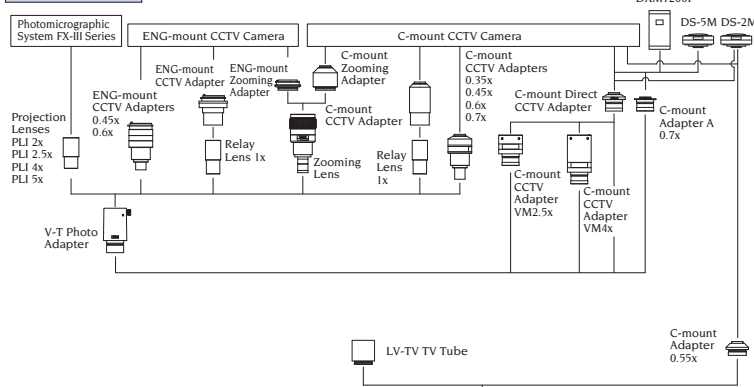 DS-5M DS-2M
Photomicrographic
System FX-III Series
ENG-mount CCTV Camera
C-mount CCTV Camera
ENG-mount
CCTV Adapters
0.45x
0.6x
ENG-mount
CCTV Adapter
ENG-mount
Zooming
Adapter
C-mount
Zooming
Adapter
C-mount
CCTV Adapter
C-mount
CCTV Adapters
0.35x
0.45x
0.6x
0.7x
C-mount Direct
CCTV Adapter
C-mount
Adapter A
0.7x
Projection
Lenses
PLI 2x
PLI 2.5x
PLI 4x
PLI 5x
Relay
Lens 1x
Zooming
Lens
Relay
Lens
1x
C-mount
CCTV
Adapter
VM2.5x
C-mount
CCTV
Adapter
VM4x
V-T Photo
Adapter
LV-TV TV Tube
C-mount
Adapter
0.55x